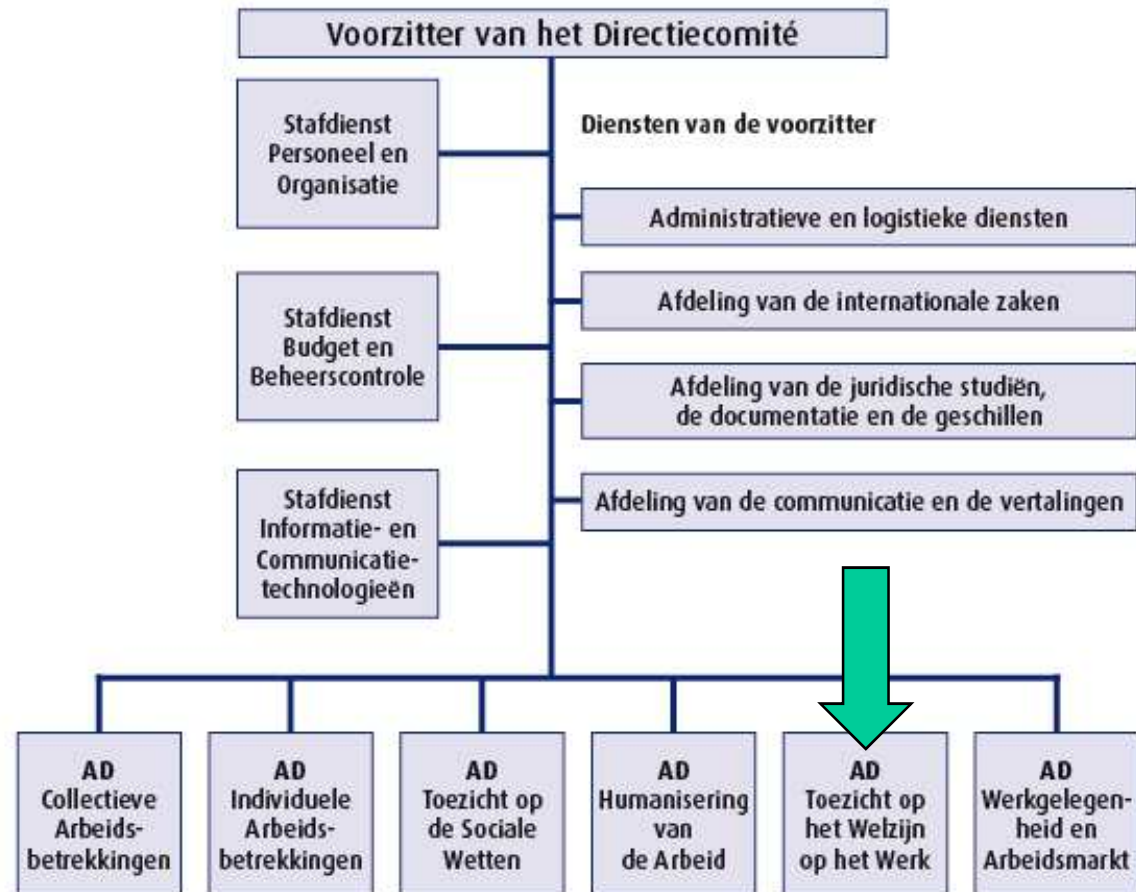 Voorzitter van het Directiecomité
Stafdienst
Personeel en
Organisatie
Diensten van de voorzitter
Administratieve en logistieke diensten
Stafdienst
Budget en
Beheerscontrole
Afdeling van de internationale zaken
Afdeling van de juridische studiën,
de documentatie en de geschillen
Stafdienst
Informatie- en
Communicatie-
technologieën
Afdeling van de communicatie en de vertalingen
AD
Collectieve
Arbeids-
betrekkingen
AD
Individuele
Arbeids-
betrekkingen
AD
Toezicht op
de Sociale
Wetten
AD
Humanisering
van
de Arbeid
AD
Toezicht op
het Welzijn
op het Werk
AD
Werkgelegen-
heid en
Arbeidsmarkt